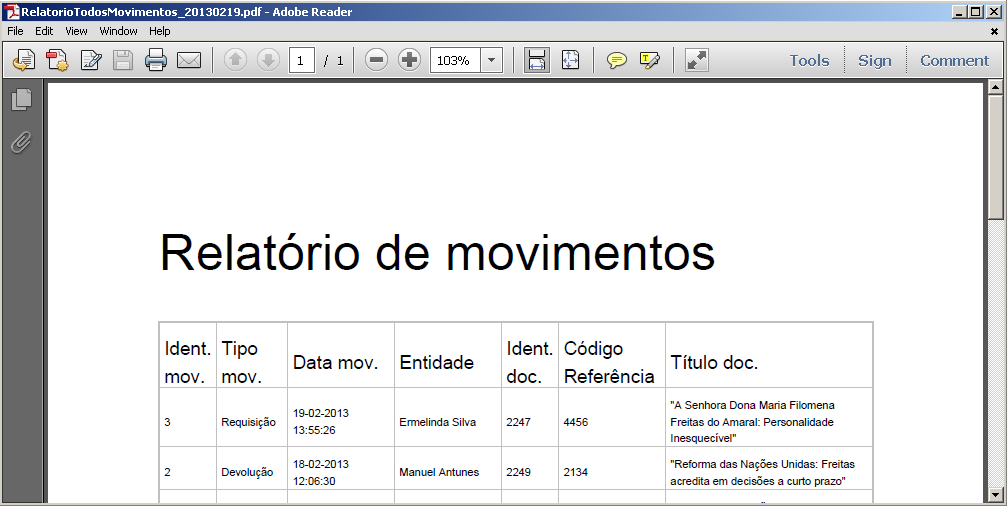 RelatorioTodosMovimentos_20130219.pdf - Adobe Reader
File Edit View Window Help
1 / 1 103% Tools Sign Comment
Relatório de movimentos
Ident. mov. Tipo mov. Data mov. Entidade Ident. doc. Código Referência Título doc.
3 Requisição 19-02-2013 13:55:26 Ermelinda Silva 2247 4456 "A Senhora Dona Maria Filomena Freitas do Amaral: Personalidade Inesquecível"
2 Devolução 18-02-2013 12:06:30 Manuel Antunes 2249 2134 "Reforma das Nações Unidas: Freitas acredita em decisões a curto prazo"